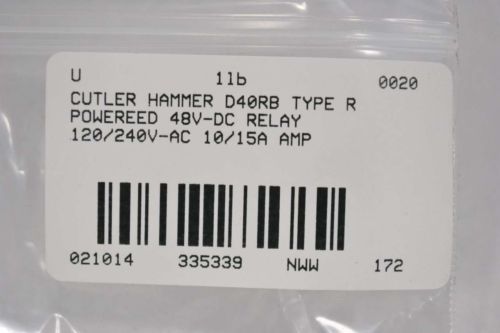 U 1lb 0020
CUTLER HAMMER D40RB TYPE R
POWEREED 48V-DC RELAY
120/240V-AC 10/15A AMP
021014 335339 NWW 172